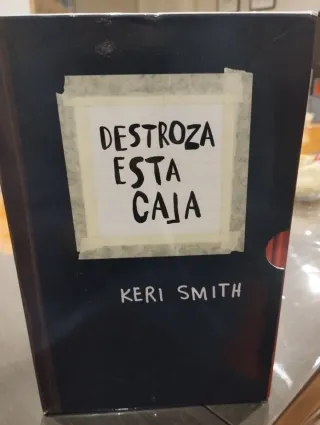 DESTROZA
ESTA
CAJA
KERI SMITH